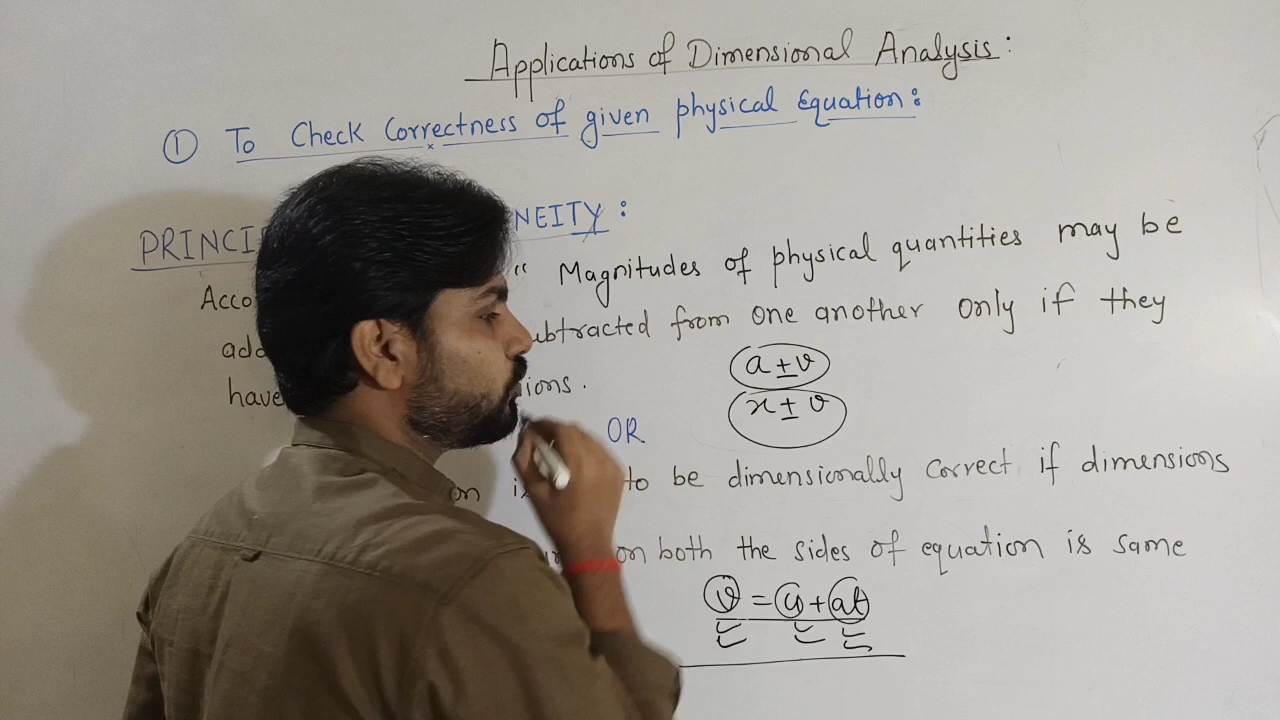 Applications of Dimensional Analysis:
① To Check Correctness of given physical Equation:
PRINCI NEITY :
Acco " Magnitudes of physical quantities may be
add ubtracted from one another only if they
have ions.
a ± v
x ± v
OR
on to be dimensionally correct if dimensions
on both the sides of equation is same
v = u + at